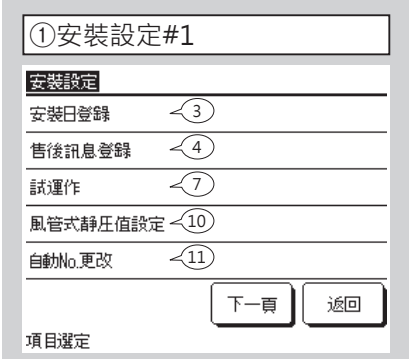 ①安裝設定#1
安裝設定
安裝日登錄 ③
售後訊息登錄 ④
試運作 ⑦
風管式靜圧值設定 ⑩
自動No.更改 ⑪
下一頁 返回
項目選定